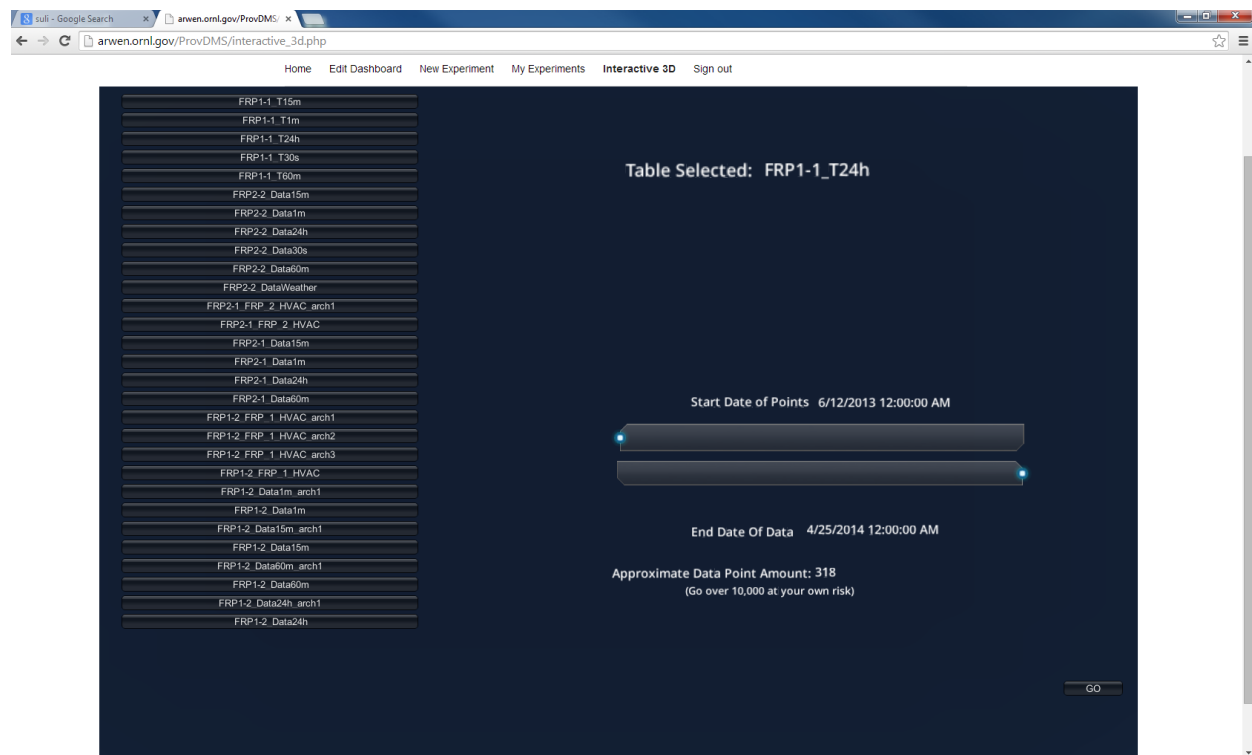 suli - Google Search
arwen.ornl.gov/ProvDMS/
arwen.ornl.gov/ProvDMS/interactive_3d.php
Home Edit Dashboard New Experiment My Experiments Interactive 3D Sign out
FRP1-1_T15m
FRP1-1_T1m
FRP1-1_T24h
FRP1-1_T30s
FRP1-1_T60m
FRP2-2_Data15m
FRP2-2_Data1m
FRP2-2_Data24h
FRP2-2_Data30s
FRP2-2_Data60m
FRP2-2_DataWeather
FRP2-1_FRP_2_HVAC_arch1
FRP2-1_FRP_2_HVAC
FRP2-1_Data15m
FRP2-1_Data1m
FRP2-1_Data24h
FRP2-1_Data60m
FRP1-2_FRP_1_HVAC_arch1
FRP1-2_FRP_1_HVAC_arch2
FRP1-2_FRP_1_HVAC_arch3
FRP1-2_FRP_1_HVAC
FRP1-2_Data1m_arch1
FRP1-2_Data1m
FRP1-2_Data15m_arch1
FRP1-2_Data15m
FRP1-2_Data60m_arch1
FRP1-2_Data60m
FRP1-2_Data24h_arch1
FRP1-2_Data24h
Table Selected: FRP1-1_T24h
Start Date of Points 6/12/2013 12:00:00 AM
End Date Of Data 4/25/2014 12:00:00 AM
Approximate Data Point Amount: 318
(Go over 10,000 at your own risk)
GO